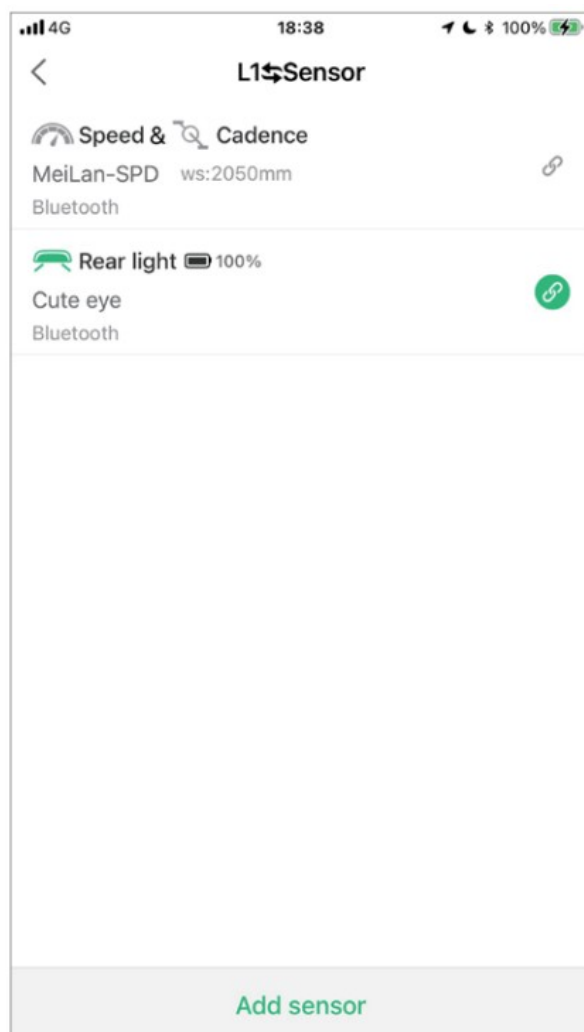 4G 18:38 100%
L1⇆Sensor
Speed & Cadence
MeiLan-SPD ws:2050mm
Bluetooth
Rear light 100%
Cute eye
Bluetooth
Add sensor